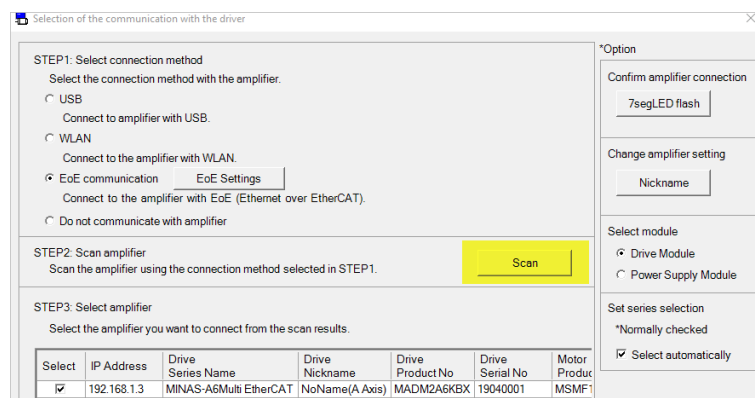 Selection of the communication with the driver
STEP1: Select connection method
Select the connection method with the amplifier.
USB
Connect to amplifier with USB.
WLAN
Connect to the amplifier with WLAN.
EoE communication
EoE Settings
Connect to the amplifier with EoE (Ethernet over EtherCAT).
Do not communicate with amplifier
STEP2: Scan amplifier
Scan the amplifier using the connection method selected in STEP1.
Scan
STEP3: Select amplifier
Select the amplifier you want to connect from the scan results.
Select IP Address Drive Series Name Drive Nickname Drive Product No Drive Serial No Motor Produc
192.168.1.3 MINAS-A6Multi EtherCAT NoName(A Axis) MADM2A6KBX 19040001 MSMF1
*Option
Confirm amplifier connection
7segLED flash
Change amplifier setting
Nickname
Select module
Drive Module
Power Supply Module
Set series selection
*Normally checked
Select automatically